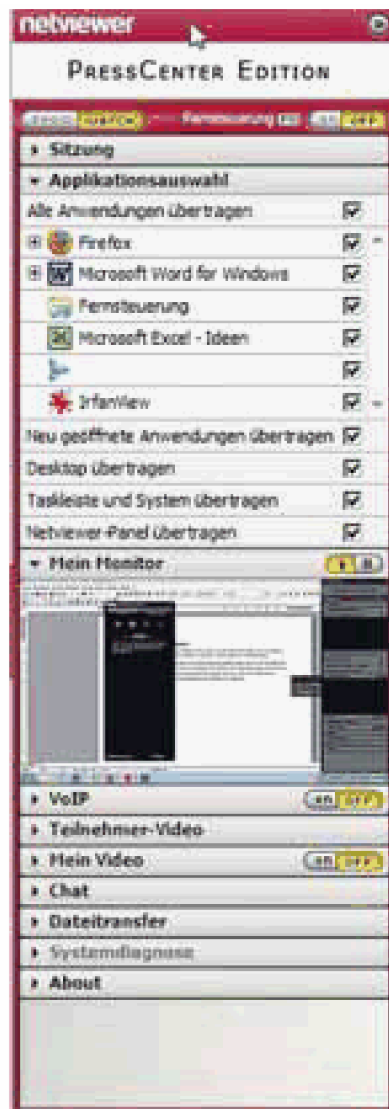 netviewer
PRESSCENTER EDITION
WATCH Fernsteuerung OFF
Sitzung
Applikationsauswahl
Alle Anwendungen übertragen
Firefox
Microsoft Word for Windows
Fernsteuerung
Microsoft Excel - Ideen
IrfanView
Neu geöffnete Anwendungen übertragen
Desktop übertragen
Taskleiste und System übertragen
Netviewer-Panel übertragen
Mein Monitor
VoIP ON OFF
Teilnehmer-Video
Mein Video ON OFF
Chat
Dateitransfer
Systemdiagnose
About